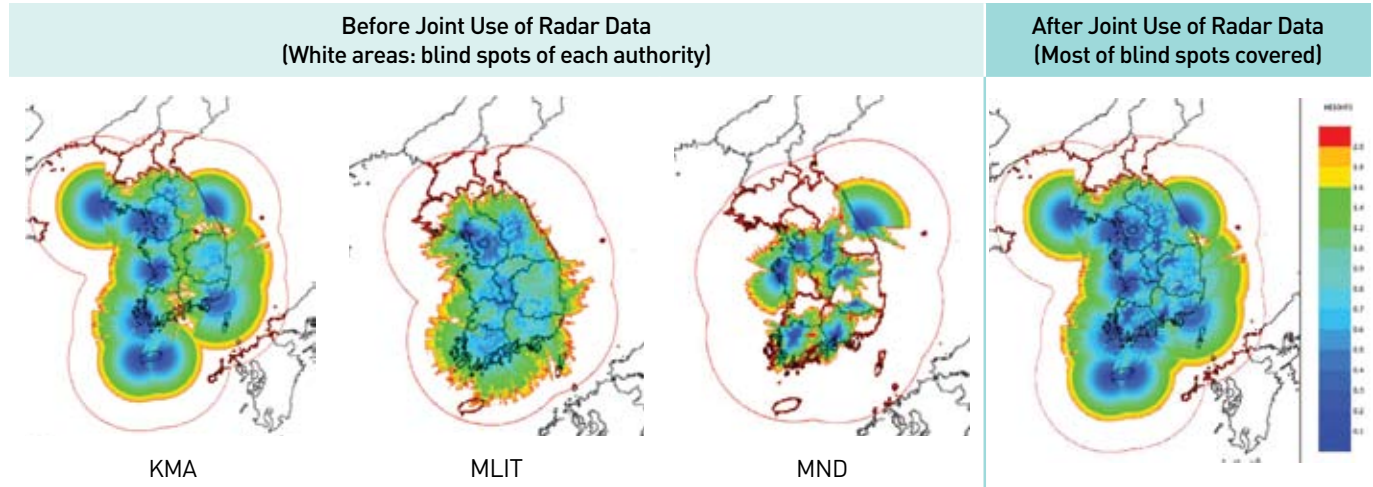 Before Joint Use of Radar Data
(White areas: blind spots of each authority)
After Joint Use of Radar Data
(Most of blind spots covered)
KMA
MLIT
MND